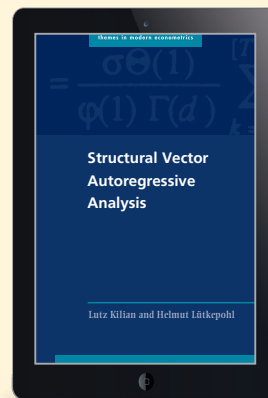 themes in modern econometrics
= σΘ(1)
φ(1) Γ(d)
Structural Vector
Autoregressive
Analysis
Lutz Kilian and Helmut Lütkepohl